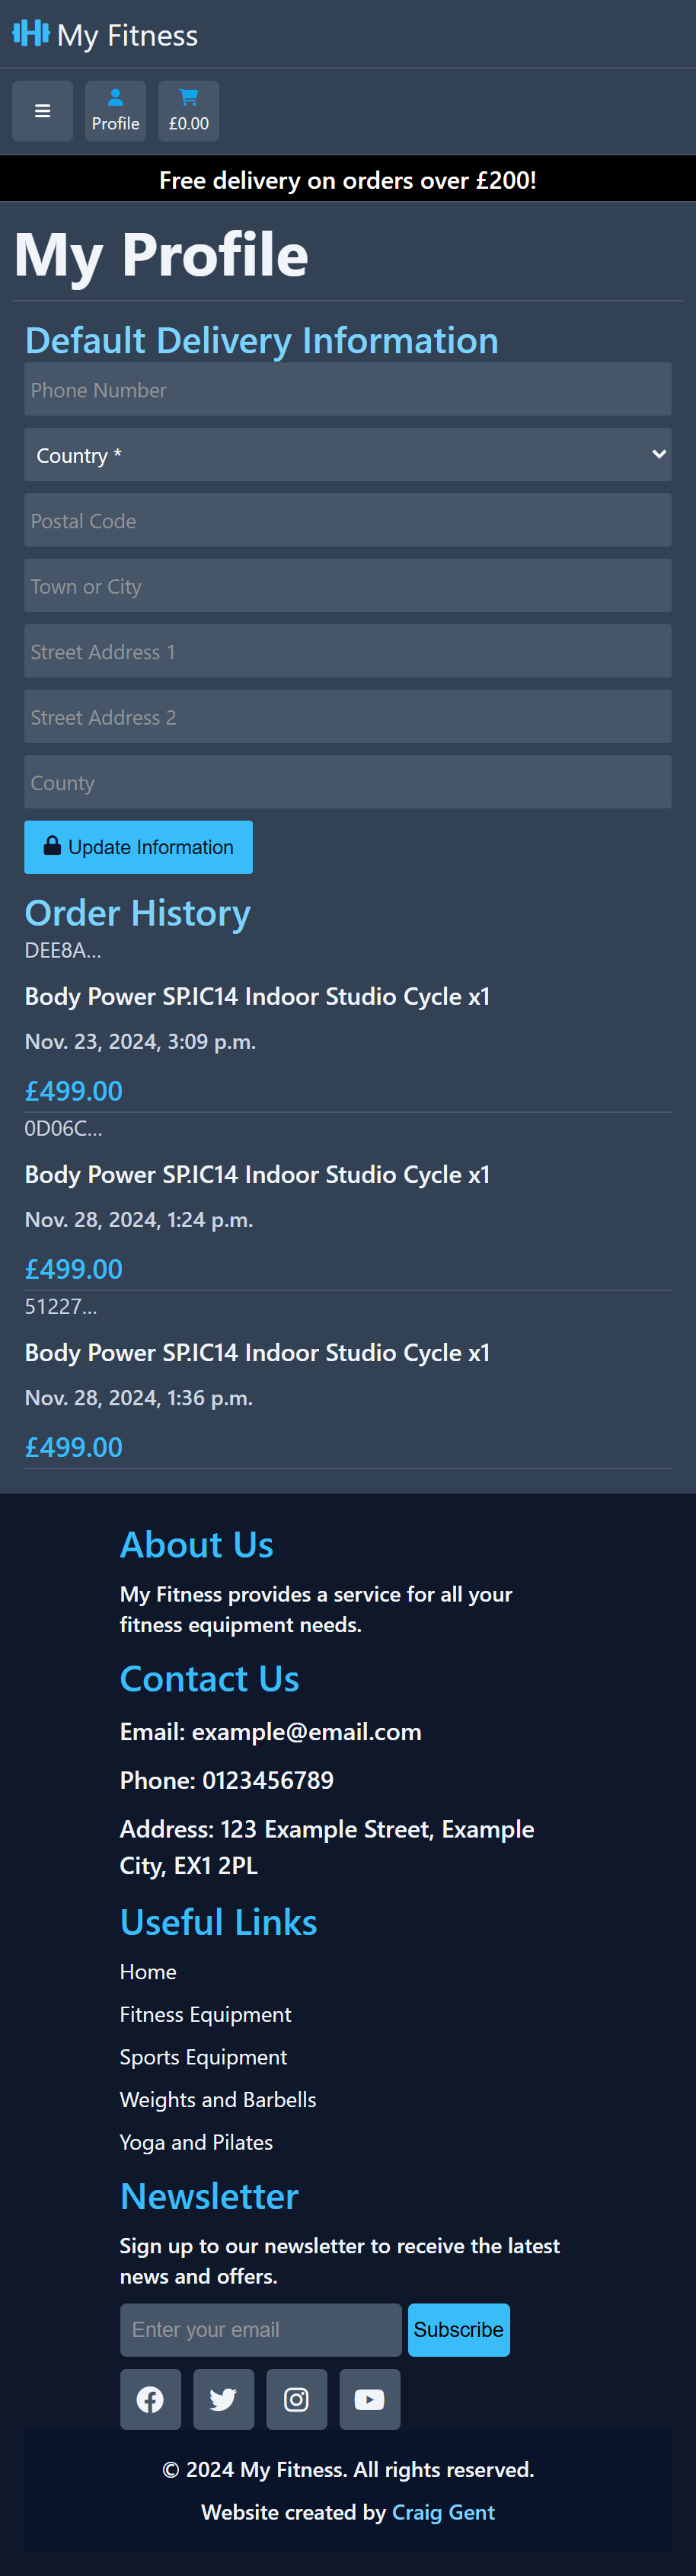 My Fitness
Profile
£0.00
Free delivery on orders over £200!
My Profile
Default Delivery Information
Phone Number
Country *
Postal Code
Town or City
Street Address 1
Street Address 2
County
Update Information
Order History
DEE8A...
Body Power SP.IC14 Indoor Studio Cycle x1
Nov. 23, 2024, 3:09 p.m.
£499.00
0D06C...
Body Power SP.IC14 Indoor Studio Cycle x1
Nov. 28, 2024, 1:24 p.m.
£499.00
51227...
Body Power SP.IC14 Indoor Studio Cycle x1
Nov. 28, 2024, 1:36 p.m.
£499.00
About Us
My Fitness provides a service for all your
fitness equipment needs.
Contact Us
Email: example@email.com
Phone: 0123456789
Address: 123 Example Street, Example
City, EX1 2PL
Useful Links
Home
Fitness Equipment
Sports Equipment
Weights and Barbells
Yoga and Pilates
Newsletter
Sign up to our newsletter to receive the latest
news and offers.
Enter your email
Subscribe
© 2024 My Fitness. All rights reserved.
Website created by Craig Gent